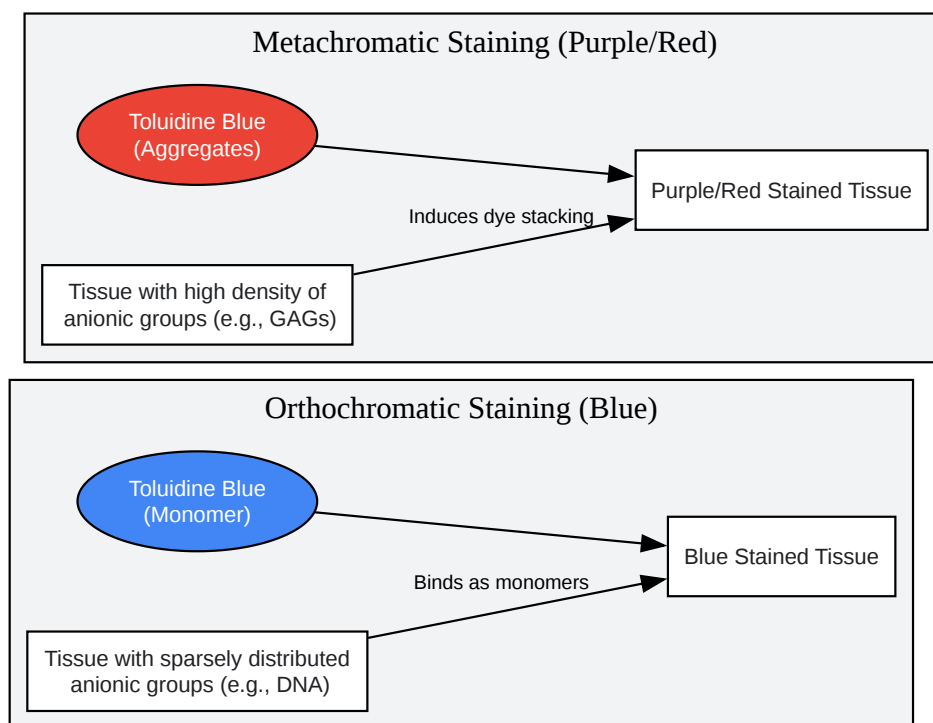 Metachromatic Staining (Purple/Red)
Toluidine Blue
(Aggregates)
Purple/Red Stained Tissue
Induces dye stacking
Tissue with high density of
anionic groups (e.g., GAGs)
Orthochromatic Staining (Blue)
Toluidine Blue
(Monomer)
Blue Stained Tissue
Binds as monomers
Tissue with sparsely distributed
anionic groups (e.g., DNA)